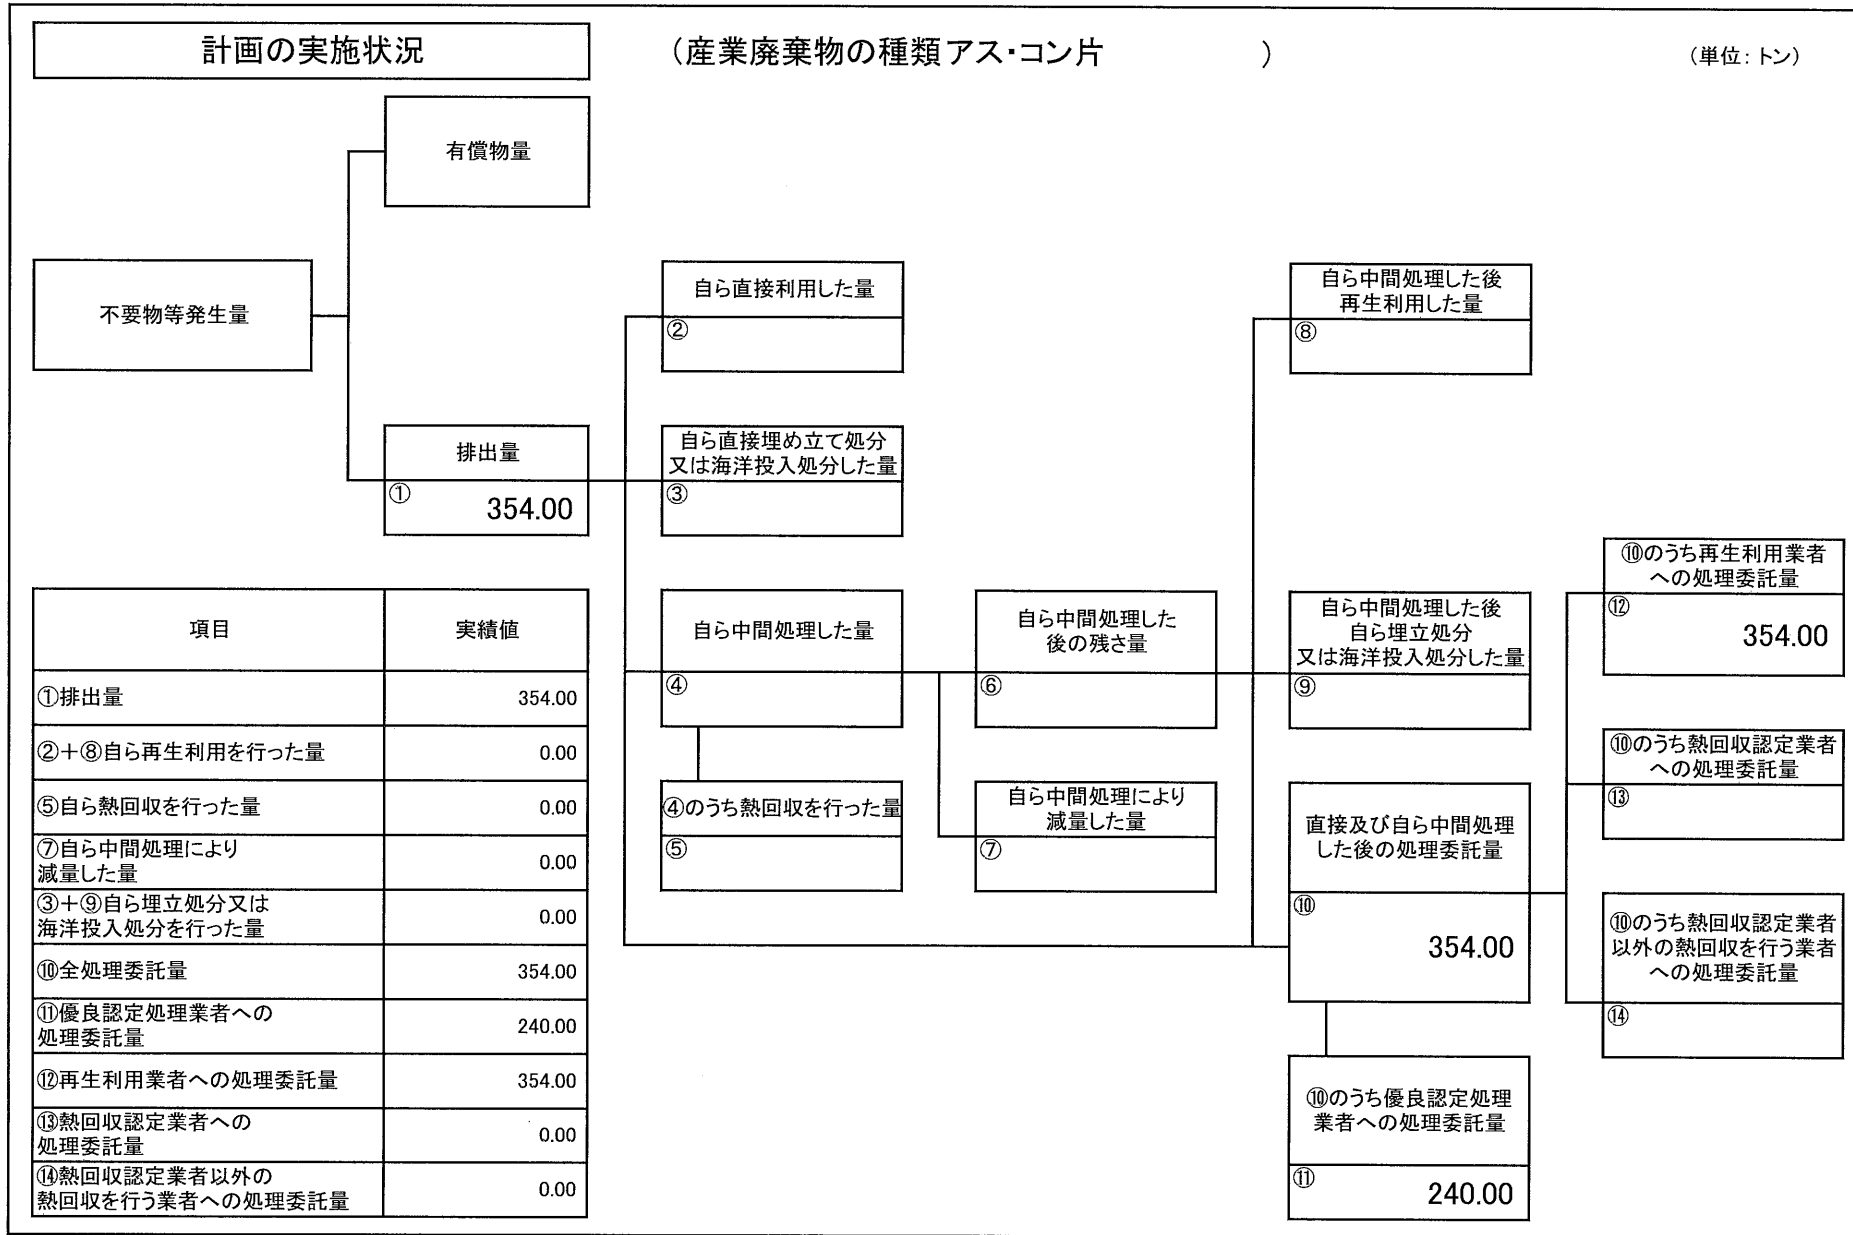 計画の実施状況
（産業廃棄物の種類アス・コン片　　　　　）
（単位：トン）
有償物量
不要物等発生量
排出量
①
354.00
自ら直接利用した量
②
自ら直接埋め立て処分
又は海洋投入処分した量
③
自ら中間処理した量
④
④のうち熱回収を行った量
⑤
自ら中間処理した
後の残さ量
⑥
自ら中間処理により
減量した量
⑦
自ら中間処理した後
再生利用した量
⑧
自ら中間処理した後
自ら埋立処分
又は海洋投入処分した量
⑨
直接及び自ら中間処理
した後の処理委託量
⑩
354.00
⑩のうち優良認定処理
業者への処理委託量
⑪
240.00
⑩のうち再生利用業者
への処理委託量
⑫
354.00
⑩のうち熱回収認定業者
への処理委託量
⑬
⑩のうち熱回収認定業者
以外の熱回収を行う業者
への処理委託量
⑭
項目 実績値
①排出量 354.00
②＋⑧自ら再生利用を行った量 0.00
⑤自ら熱回収を行った量 0.00
⑦自ら中間処理により
減量した量 0.00
③＋⑨自ら埋立処分又は
海洋投入処分を行った量 0.00
⑩全処理委託量 354.00
⑪優良認定処理業者への
処理委託量 240.00
⑫再生利用業者への処理委託量 354.00
⑬熱回収認定業者への
処理委託量 0.00
⑭熱回収認定業者以外の
熱回収を行う業者への処理委託量 0.00